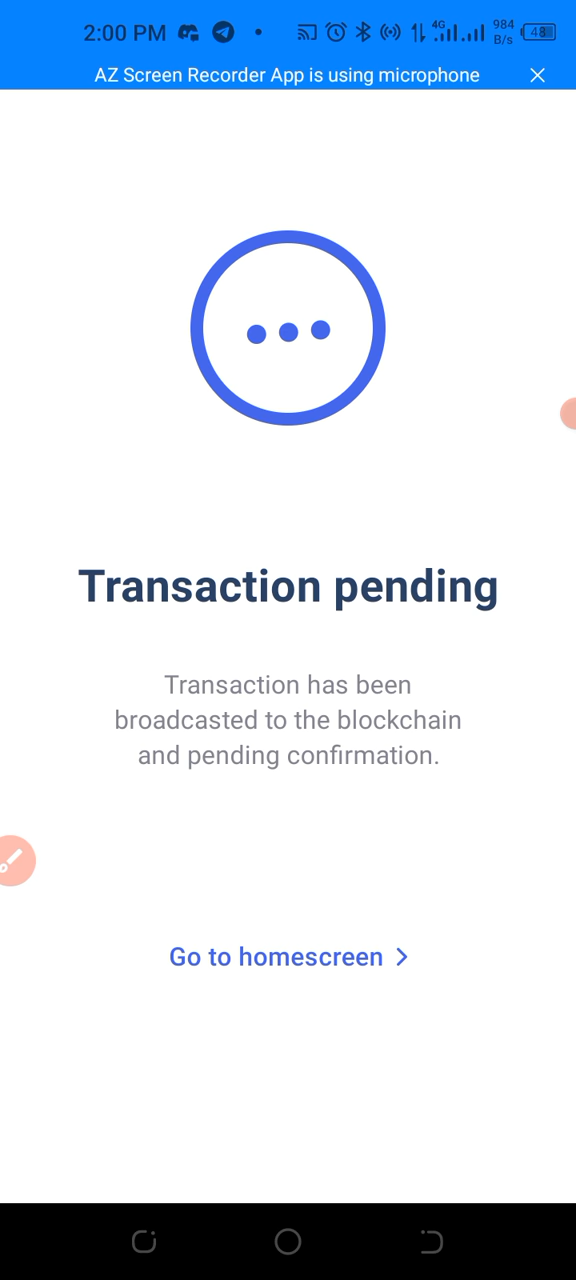 2:00 PM 4G 984 B/s 48
AZ Screen Recorder App is using microphone
Transaction pending
Transaction has been
broadcasted to the blockchain
and pending confirmation.
Go to homescreen